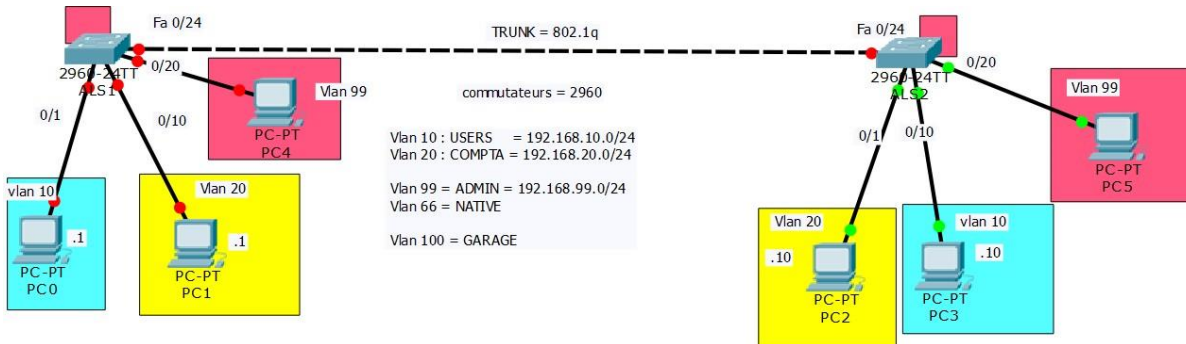 Fa 0/24
TRUNK = 802.1q
Fa 0/24
2960-24TT
ALS1
0/20
2960-24TT
ALS2
0/20
Vlan 99
commutateurs = 2960
Vlan 99
0/1
0/10
PC-PT
PC4
0/1
0/10
PC-PT
PC5
Vlan 10 : USERS = 192.168.10.0/24
Vlan 20 : COMPTA = 192.168.20.0/24
Vlan 99 = ADMIN = 192.168.99.0/24
Vlan 66 = NATIVE
Vlan 100 = GARAGE
vlan 10
Vlan 20
.1
.1
PC-PT
PC0
PC-PT
PC1
Vlan 20
vlan 10
.10
.10
PC-PT
PC2
PC-PT
PC3